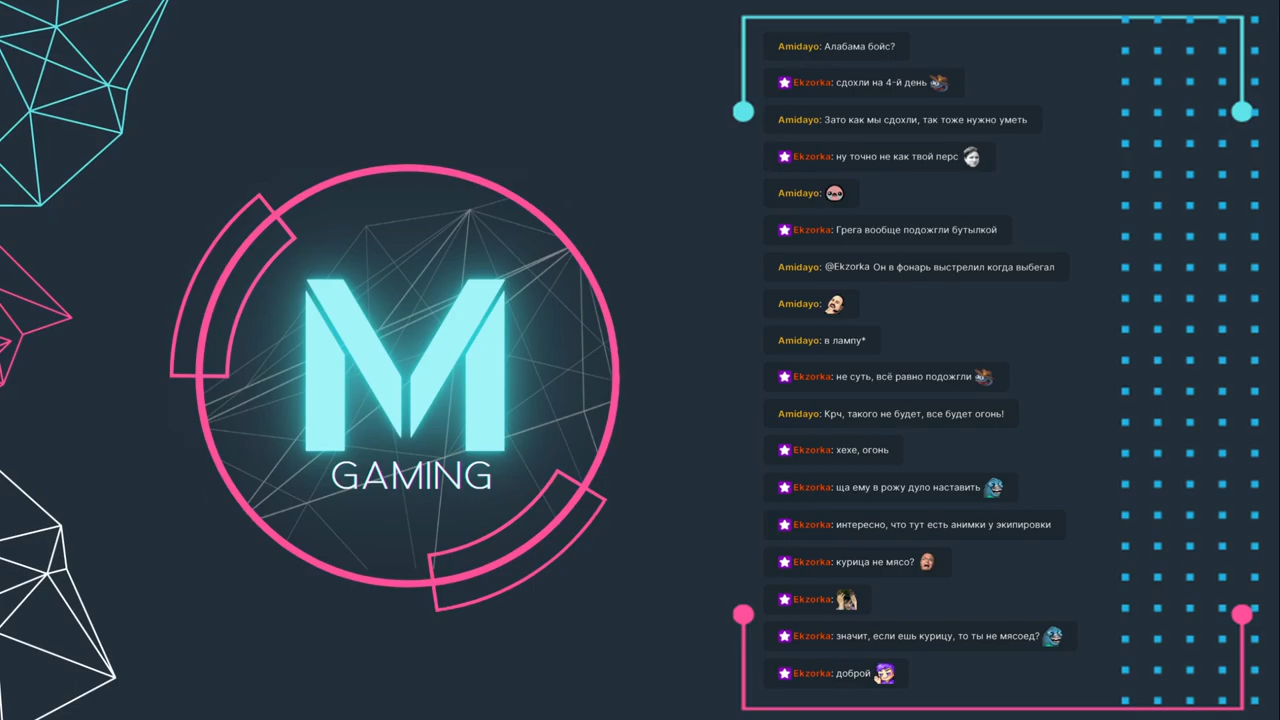 M
GAMING
Amidayo: Алабама бойс?
Ekzorka: сдохли на 4-й день
Amidayo: Зато как мы сдохли, так тоже нужно уметь
Ekzorka: ну точно не как твой перс
Amidayo:
Ekzorka: Грега вообще подожгли бутылкой
Amidayo: @Ekzorka Он в фонарь выстрелил когда выбегал
Amidayo:
Amidayo: в лампу*
Ekzorka: не суть, всё равно подожгли
Amidayo: Крч, такого не будет, все будет огонь!
Ekzorka: хехе, огонь
Ekzorka: ща ему в рожу дуло наставить
Ekzorka: интересно, что тут есть анимки у экипировки
Ekzorka: курица не мясо?
Ekzorka:
Ekzorka: значит, если ешь курицу, то ты не мясоед?
Ekzorka: доброй